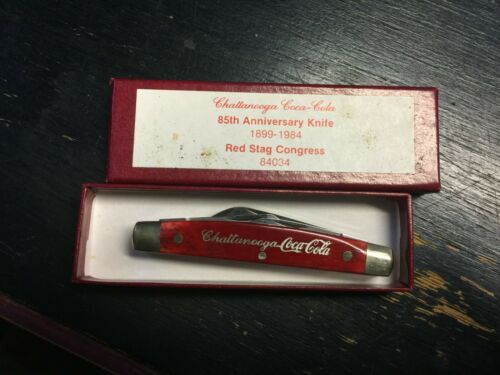 Chattanooga Coca-Cola
85th Anniversary Knife
1899-1984
Red Stag Congress
84034
Chattanooga Coca-Cola